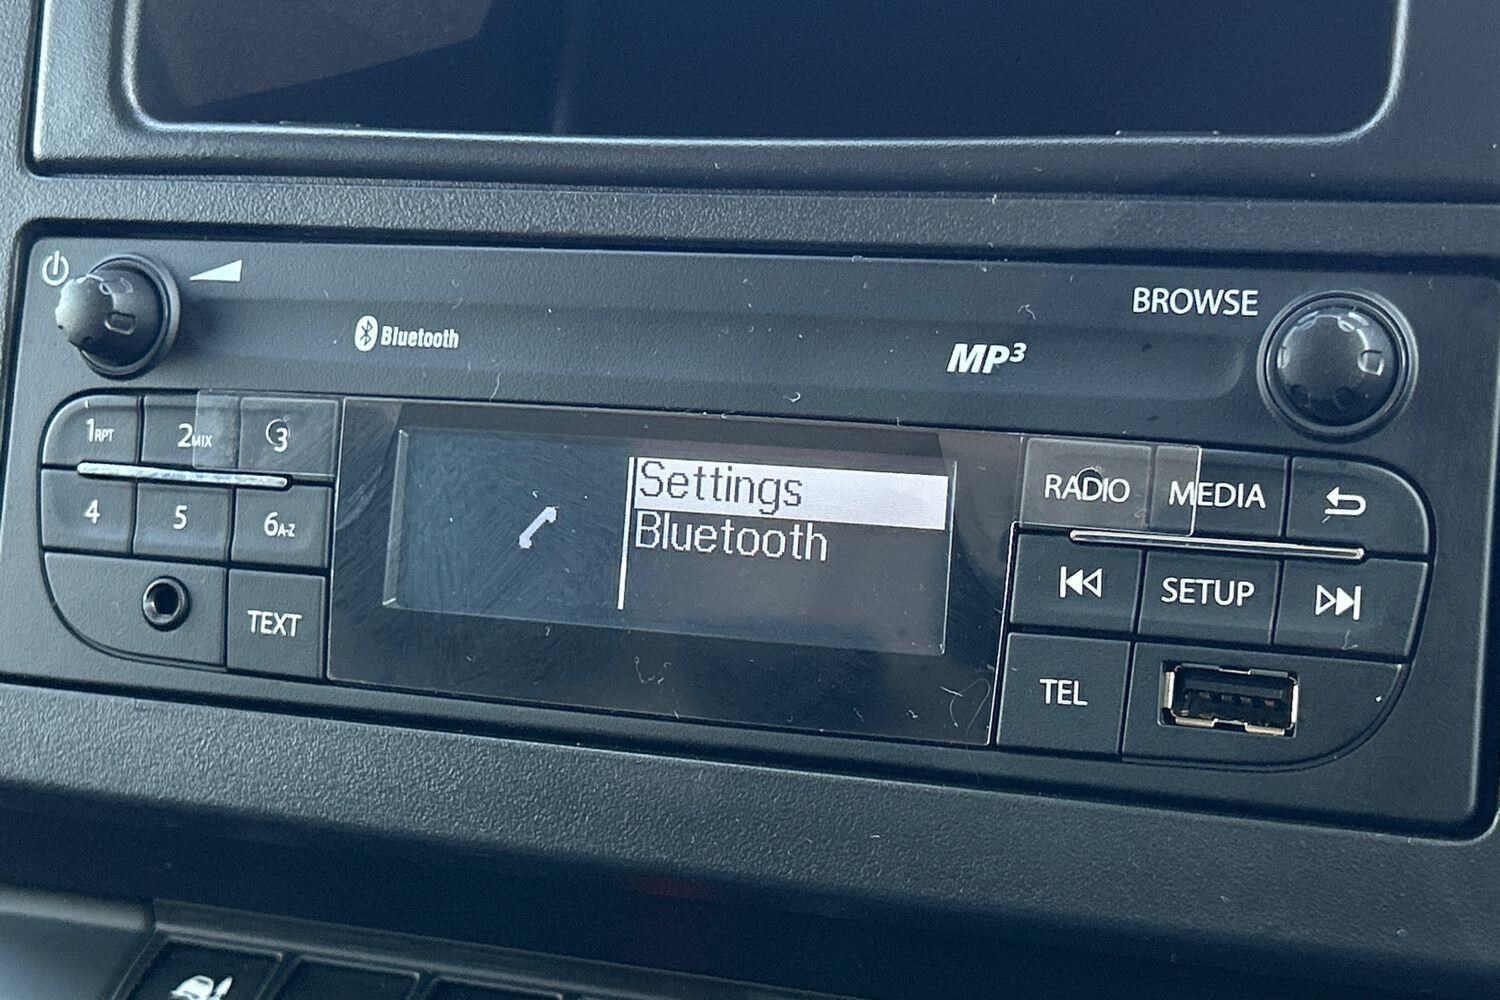 BROWSE
Bluetooth
MP3
1RPT
2MIX
3
4
5
6A-Z
TEXT
Settings
Bluetooth
RADIO
MEDIA
SETUP
TEL